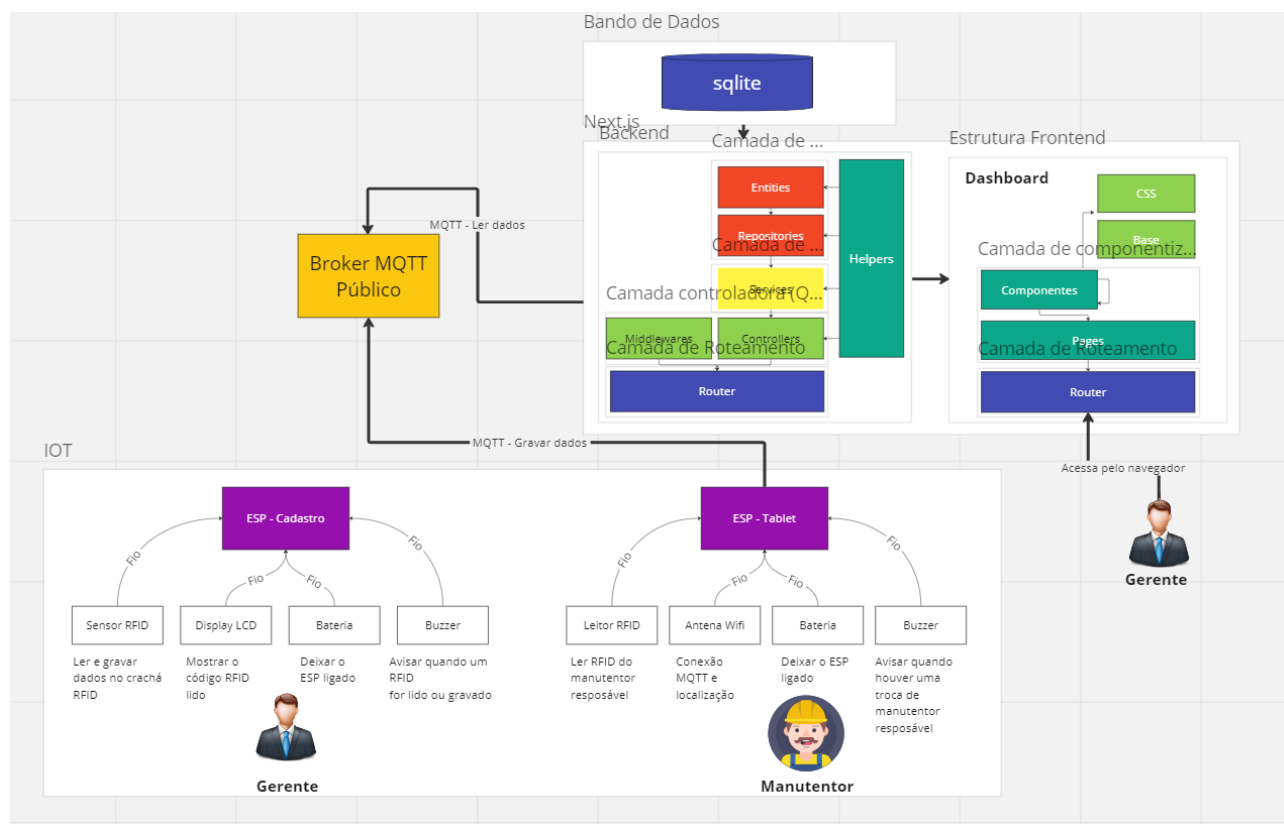 Bando de Dados
sqlite
Next.js
Backend
Camada de ...
Entities
Repositories
Camada de ...
Services
Helpers
Camada controladora (Q...
Middlewares
Controllers
Camada de Roteamento
Router
Estrutura Frontend
Dashboard
CSS
Base
Camada de componentiz...
Componentes
Pages
Camada de Roteamento
Router
MQTT - Ler dados
Broker MQTT
Público
MQTT - Gravar dados
Acessa pelo navegador
Gerente
IOT
ESP - Cadastro
Fio
Fio
Fio
Fio
Sensor RFID
Display LCD
Bateria
Buzzer
Ler e gravar
dados no crachá
RFID
Mostrar o
código RFID
lido
Deixar o
ESP ligado
Avisar quando um
RFID
for lido ou gravado
Gerente
ESP - Tablet
Fio
Fio
Fio
Fio
Leitor RFID
Antena Wifi
Bateria
Buzzer
Ler RFID do
manutentor
resposável
Conexão
MQTT e
localização
Deixar o ESP
ligado
Avisar quando
houver uma
troca de
manutentor
resposável
Manutentor